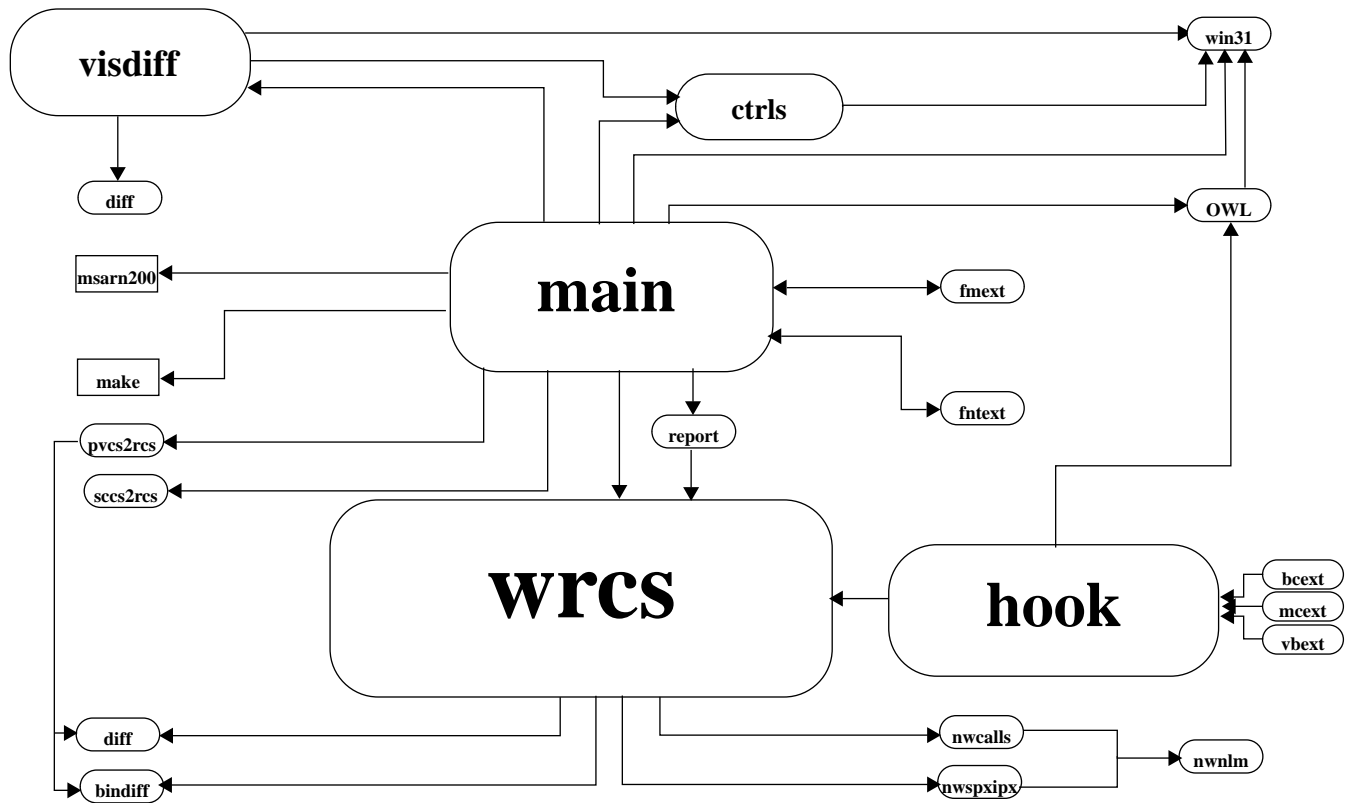 win31
visdiff
ctrls
diff
OWL
msarn200
main
fmext
make
fntext
report
pvcs2rcs
sccs2rcs
wrcs
hook
bcext
mcext
vbext
diff
nwcalls
nwnlm
bindiff
nwspxipx